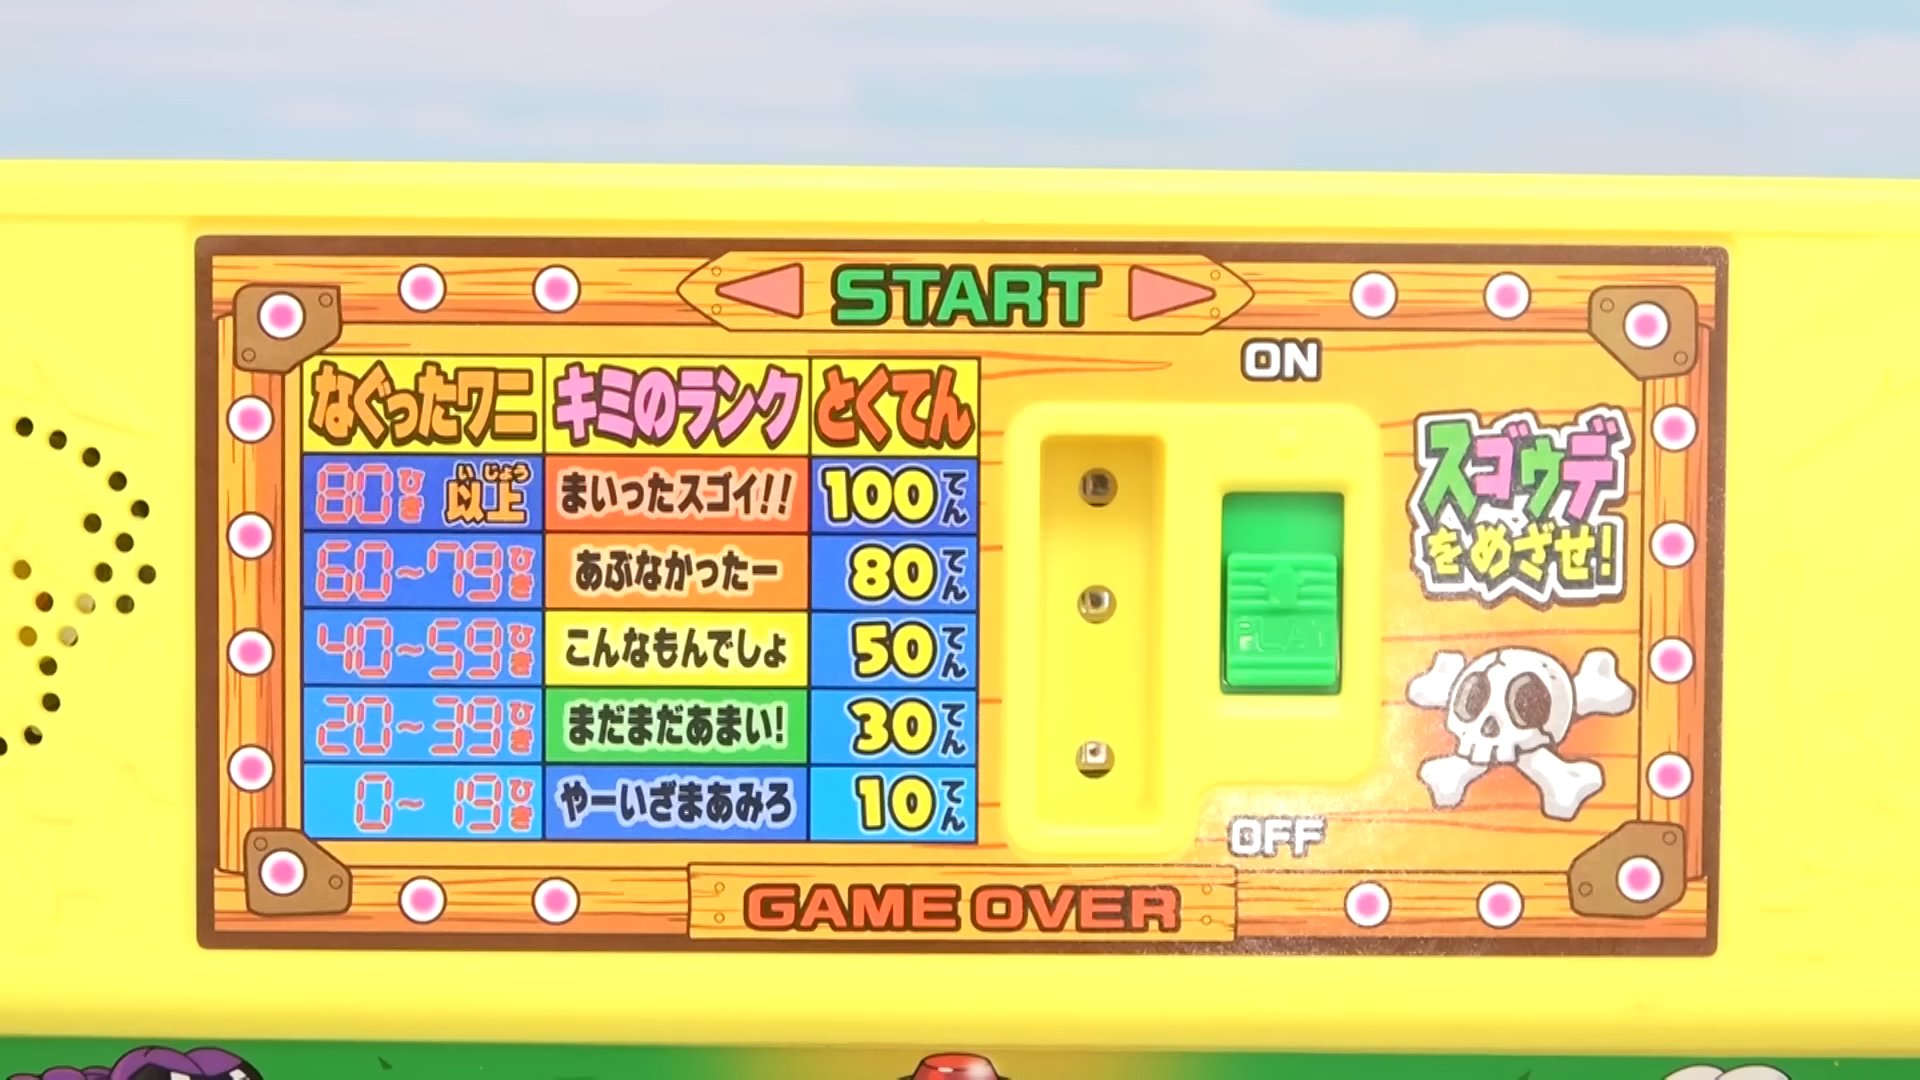 START
ON
なぐったワニ キミのランク とくてん
80ひき 以上 まいったスゴイ!! 100てん
いじょう
60~79ひき あぶなかったー 80てん
40~59ひき こんなもんでしょ 50てん
20~39ひき まだまだあまい! 30てん
0~19ひき やーいざまあみろ 10てん
PLAY
スゴウデ
をめざせ!
OFF
GAME OVER